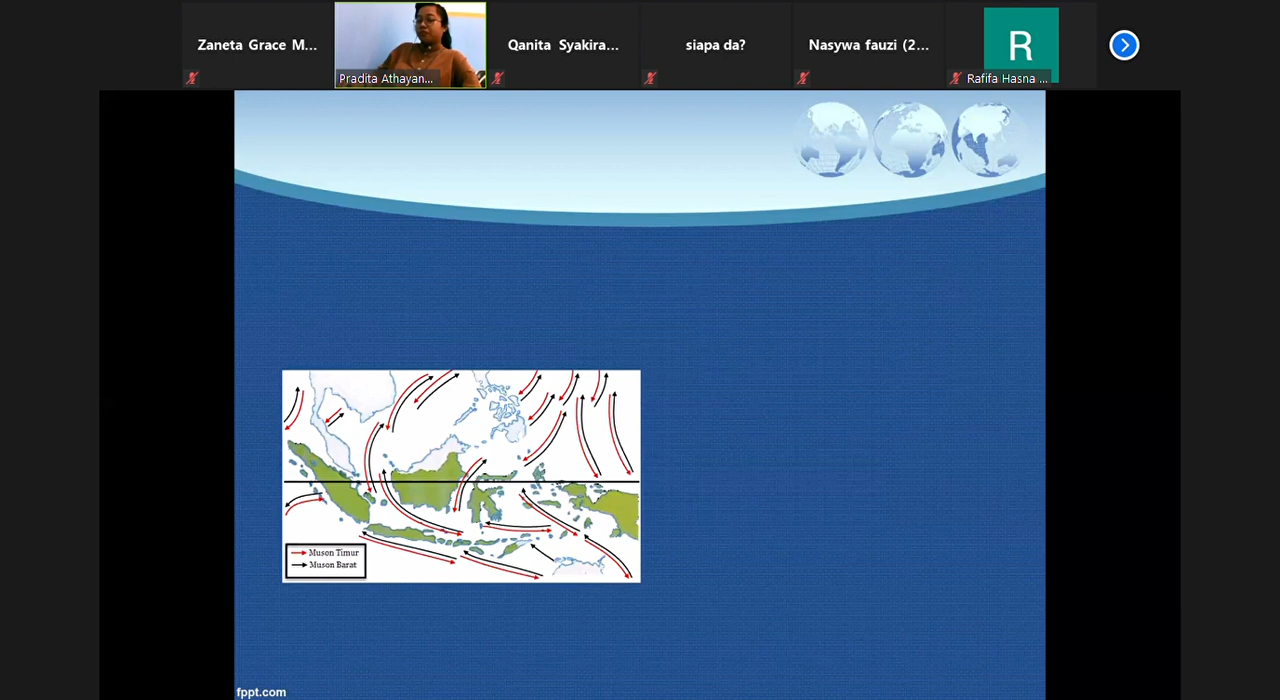 Zaneta Grace M...
Pradita Athayan...
Qanita Syakira...
siapa da?
Nasywa fauzi (2...
R
Rafifa Hasna ...
Muson Timur
Muson Barat
fppt.com